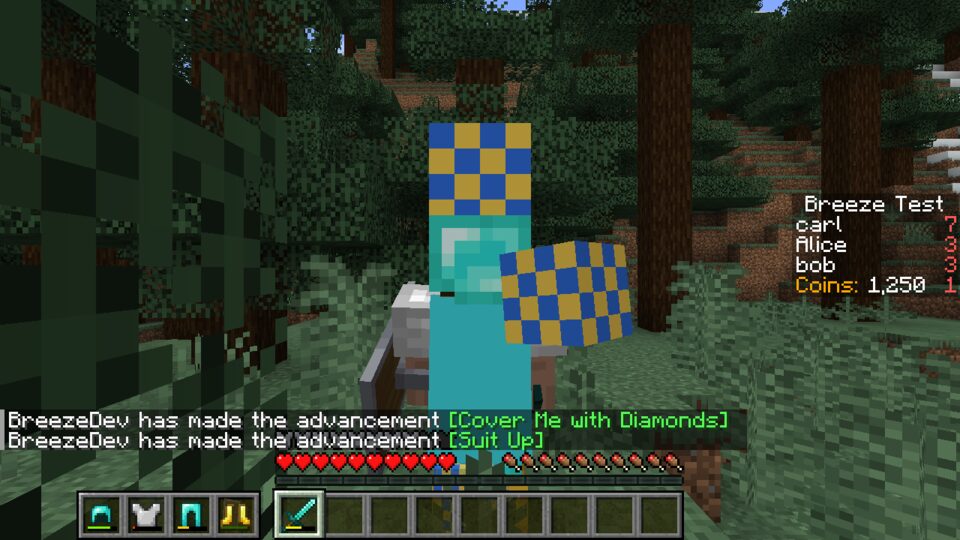 Breeze Test
carl 7
Alice 3
bob 3
Coins: 1,250 1
BreezeDev has made the advancement [Cover Me with Diamonds]
BreezeDev has made the advancement [Suit Up]